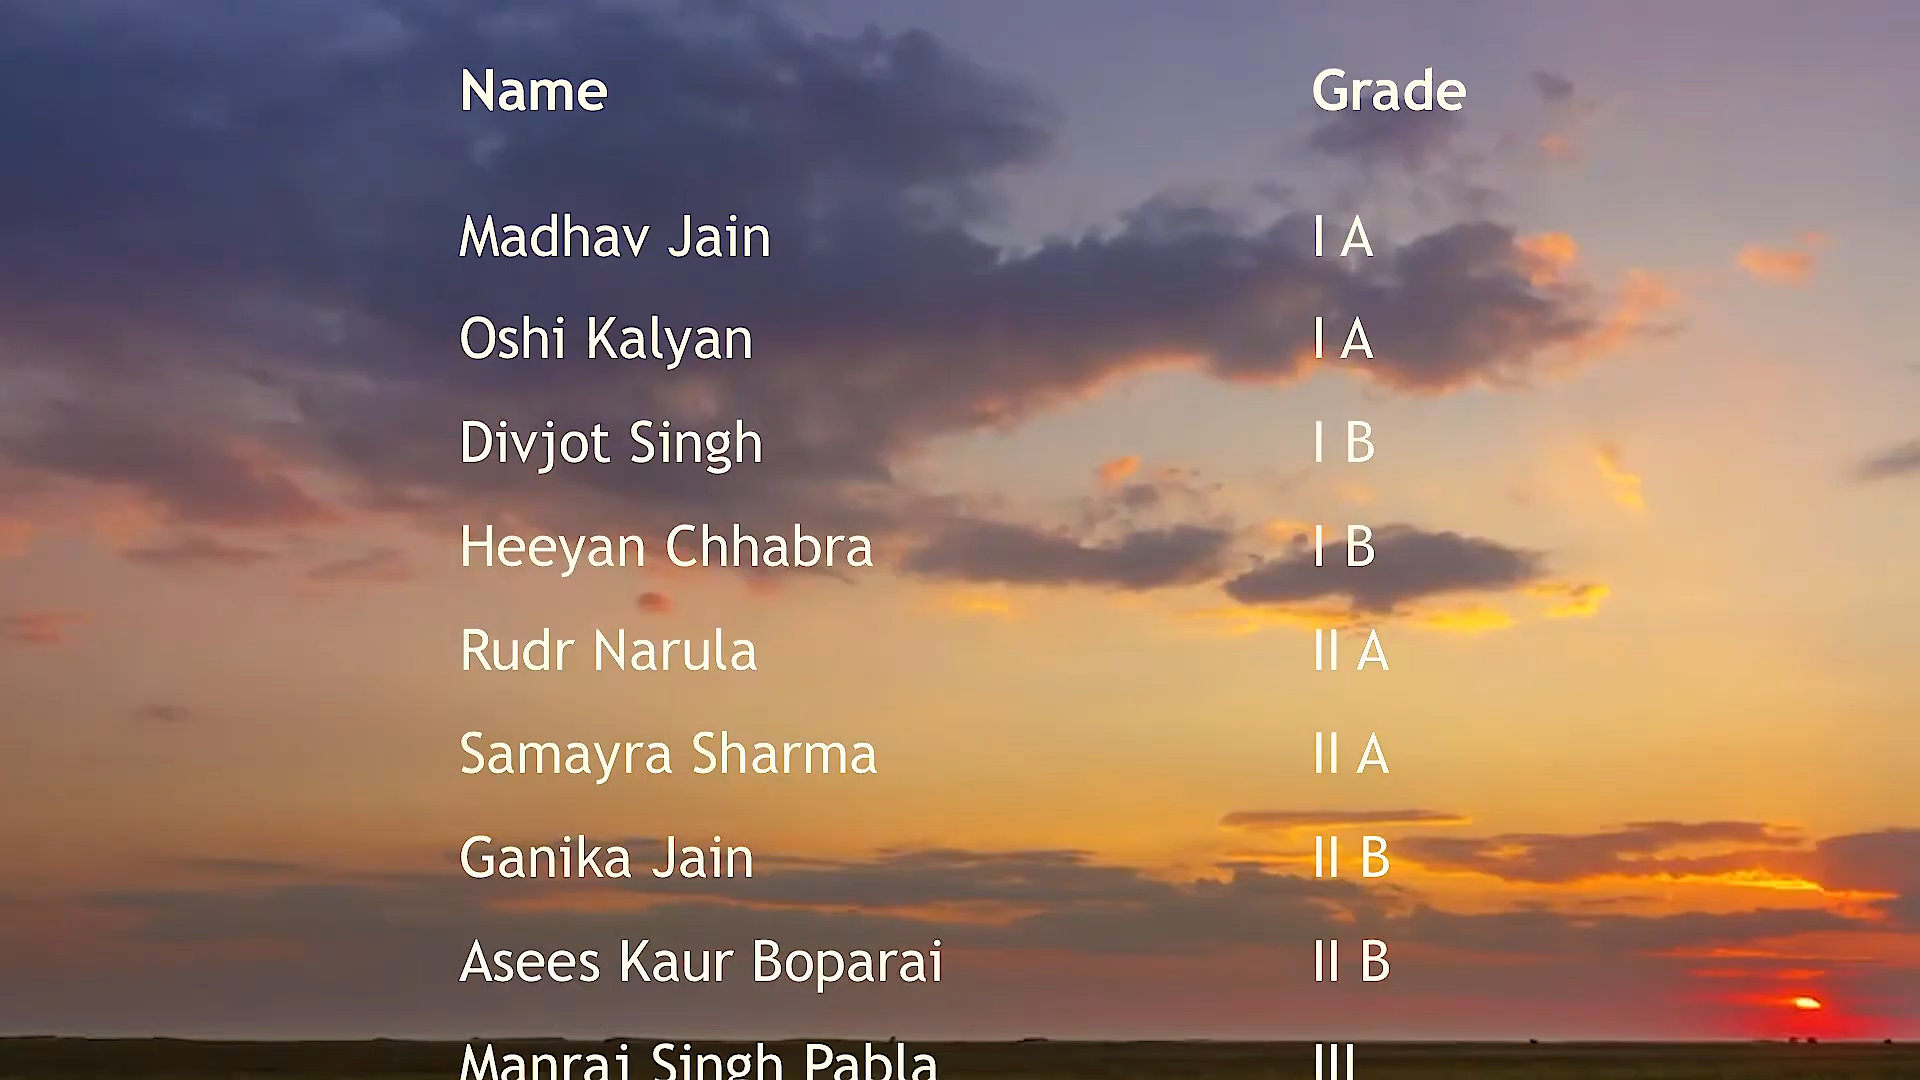 Name Grade
Madhav Jain I A
Oshi Kalyan I A
Divjot Singh I B
Heeyan Chhabra I B
Rudr Narula II A
Samayra Sharma II A
Ganika Jain II B
Asees Kaur Boparai II B
Manraj Singh Pabla III